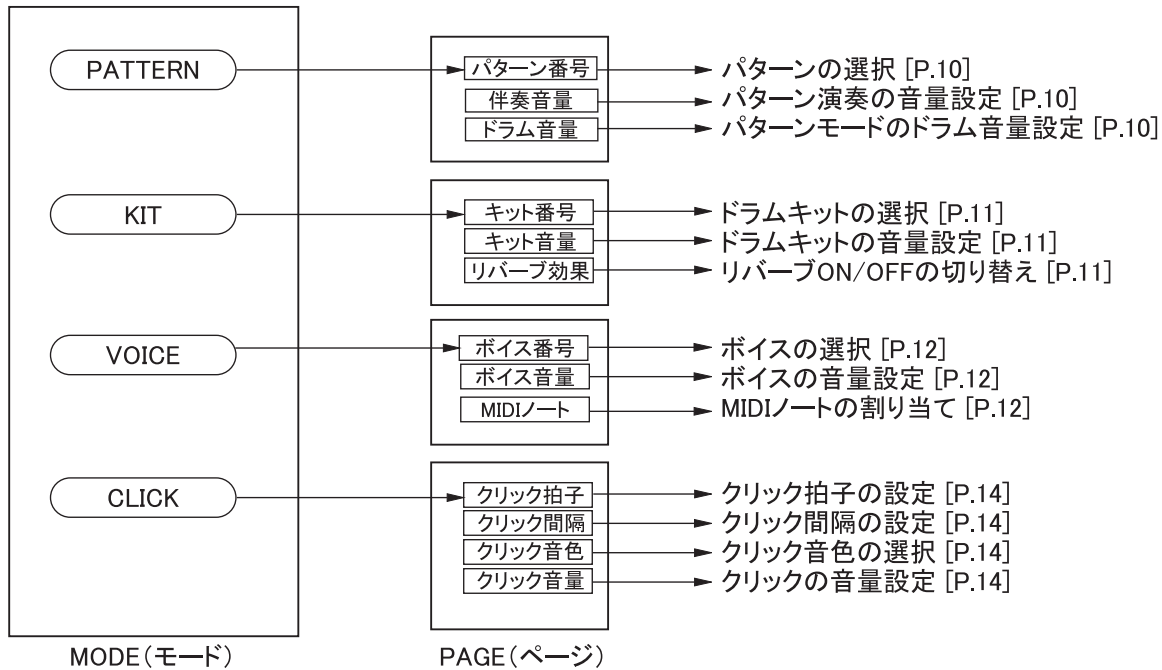 PATTERN
パターン番号
パターンの選択 [P.10]
伴奏音量
パターン演奏の音量設定 [P.10]
ドラム音量
パターンモードのドラム音量設定 [P.10]
KIT
キット番号
ドラムキットの選択 [P.11]
キット音量
ドラムキットの音量設定 [P.11]
リバーブ効果
リバーブON/OFFの切り替え [P.11]
VOICE
ボイス番号
ボイスの選択 [P.12]
ボイス音量
ボイスの音量設定 [P.12]
MIDIノート
MIDIノートの割り当て [P.12]
CLICK
クリック拍子
クリック拍子の設定 [P.14]
クリック間隔
クリック間隔の設定 [P.14]
クリック音色
クリック音色の選択 [P.14]
クリック音量
クリックの音量設定 [P.14]
MODE(モード)
PAGE(ページ)